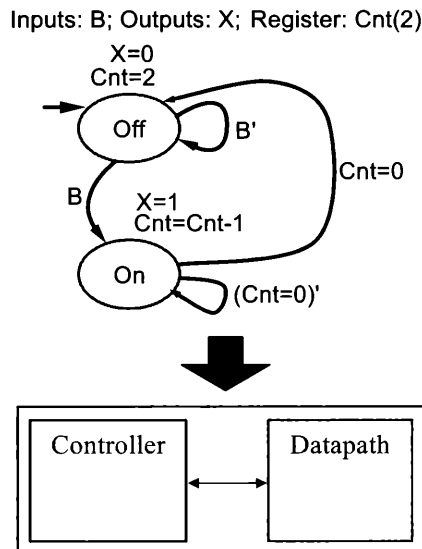 Inputs: B; Outputs: X; Register: Cnt(2)
X=0
Cnt=2
Off
B'
Cnt=0
B
X=1
Cnt=Cnt-1
On
(Cnt=0)'
Controller
Datapath